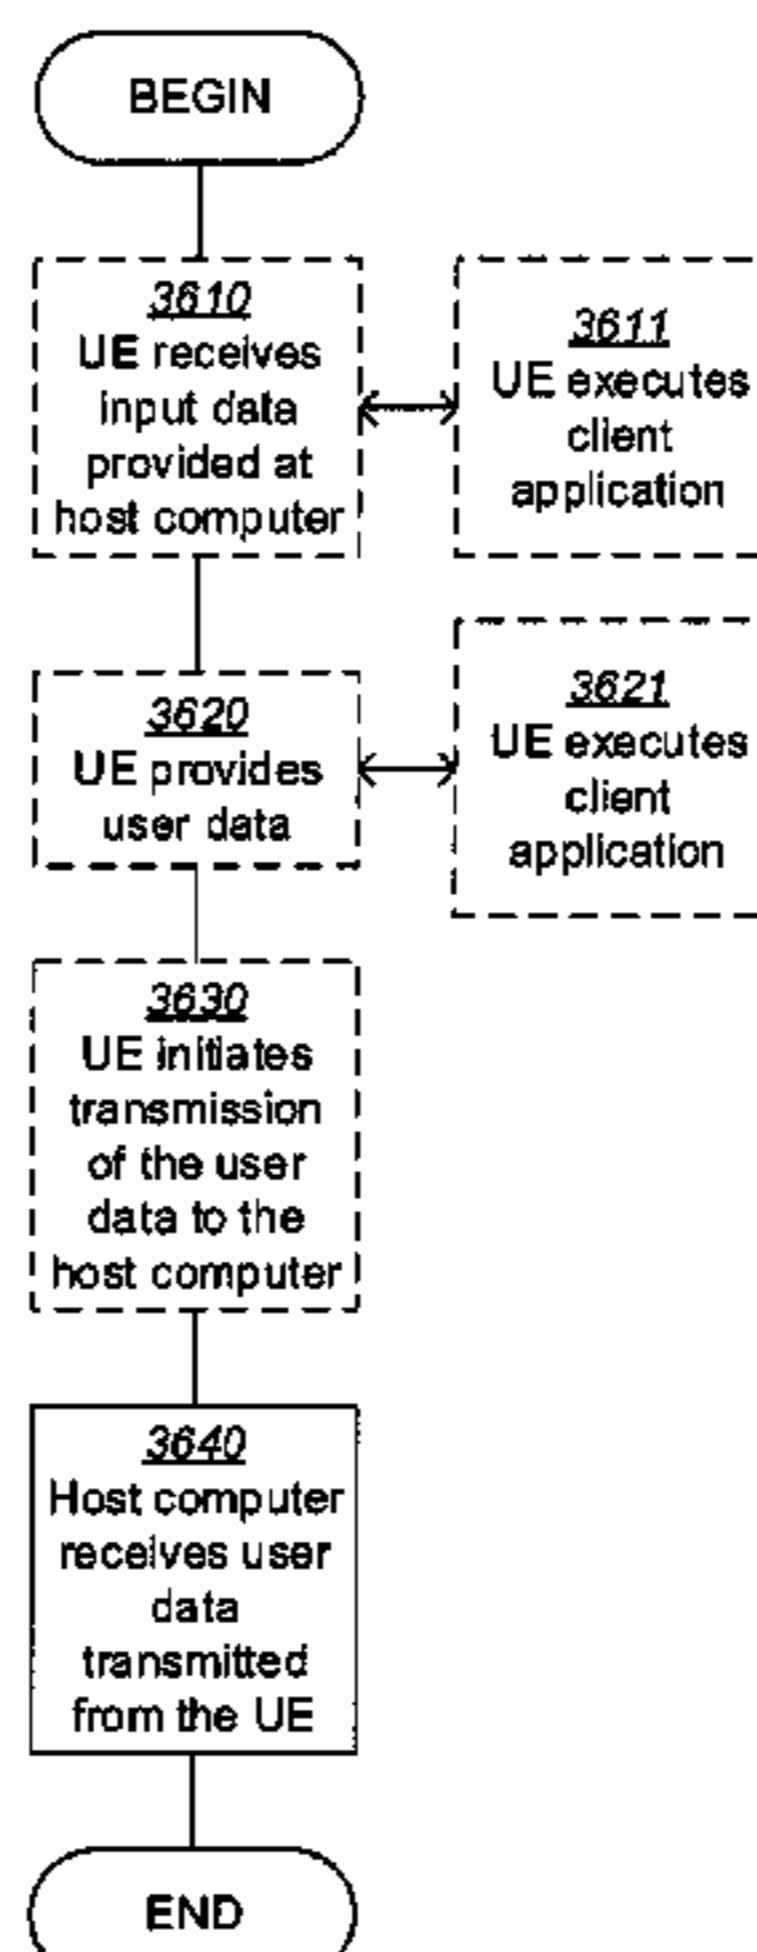 BEGIN
3610
UE receives
input data
provided at
host computer
3611
UE executes
client
application
3620
UE provides
user data
3621
UE executes
client
application
3630
UE initiates
transmission
of the user
data to the
host computer
3640
Host computer
receives user
data
transmitted
from the UE
END